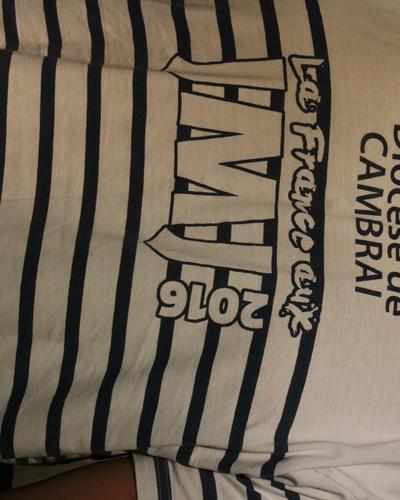 Diocèse de
CAMBRAI
La France aux
JMJ
2016